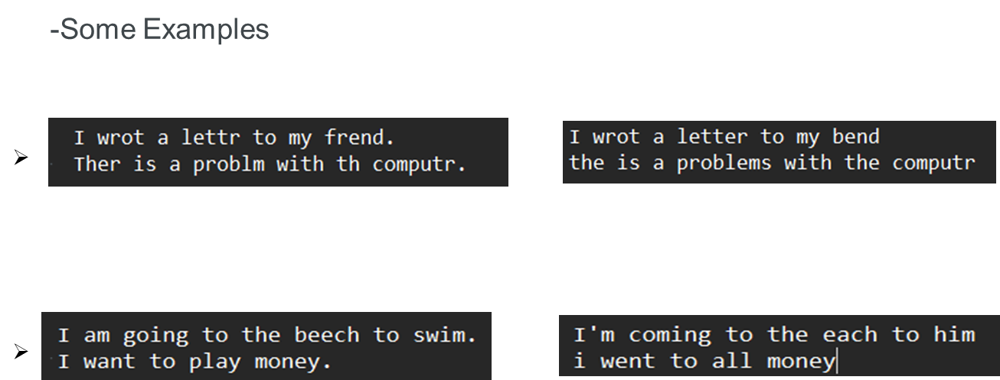 -Some Examples
I wrot a lettr to my frend.
Ther is a problm with th computr.
I wrot a letter to my bend
the is a problems with the computr
I am going to the beech to swim.
I want to play money.
I'm coming to the each to him
i went to all money